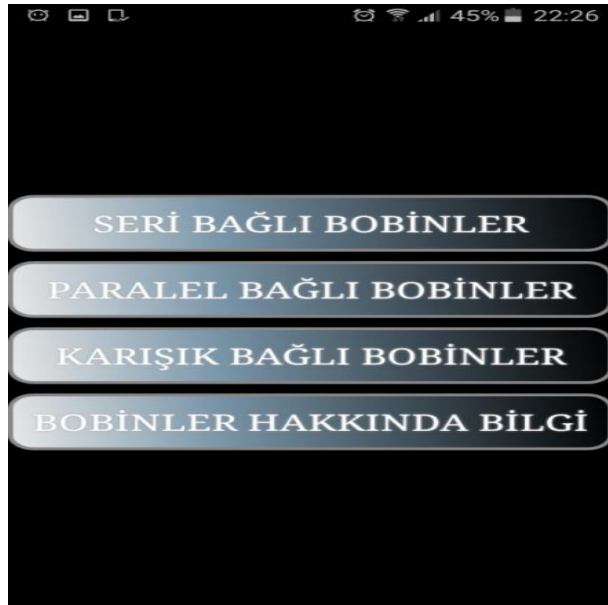 45% 22:26
SERİ BAĞLI BOBİNLER
PARALEL BAĞLI BOBİNLER
KARIŞIK BAĞLI BOBİNLER
BOBİNLER HAKKINDA BİLGİ